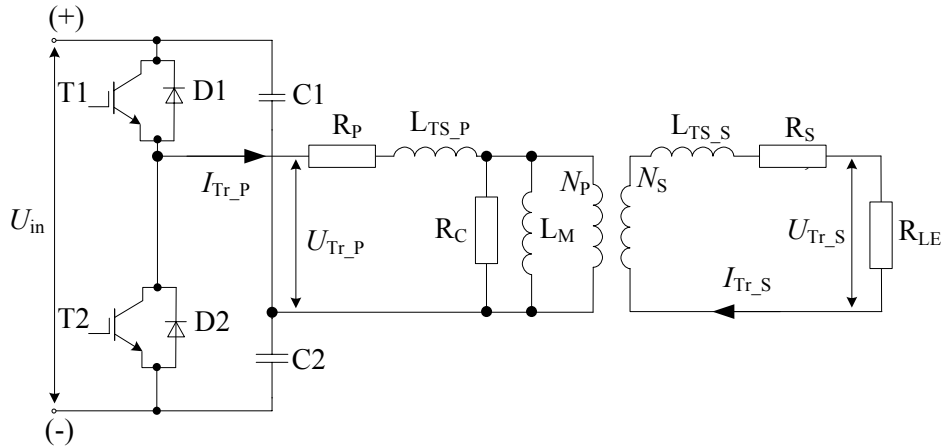 (+)
T1
D1
C1
R_P
L_TS_P
L_TS_S
R_S
I_Tr_P
N_P
N_S
U_in
U_Tr_P
R_C
L_M
U_Tr_S
R_LE
I_Tr_S
T2
D2
C2
(-)